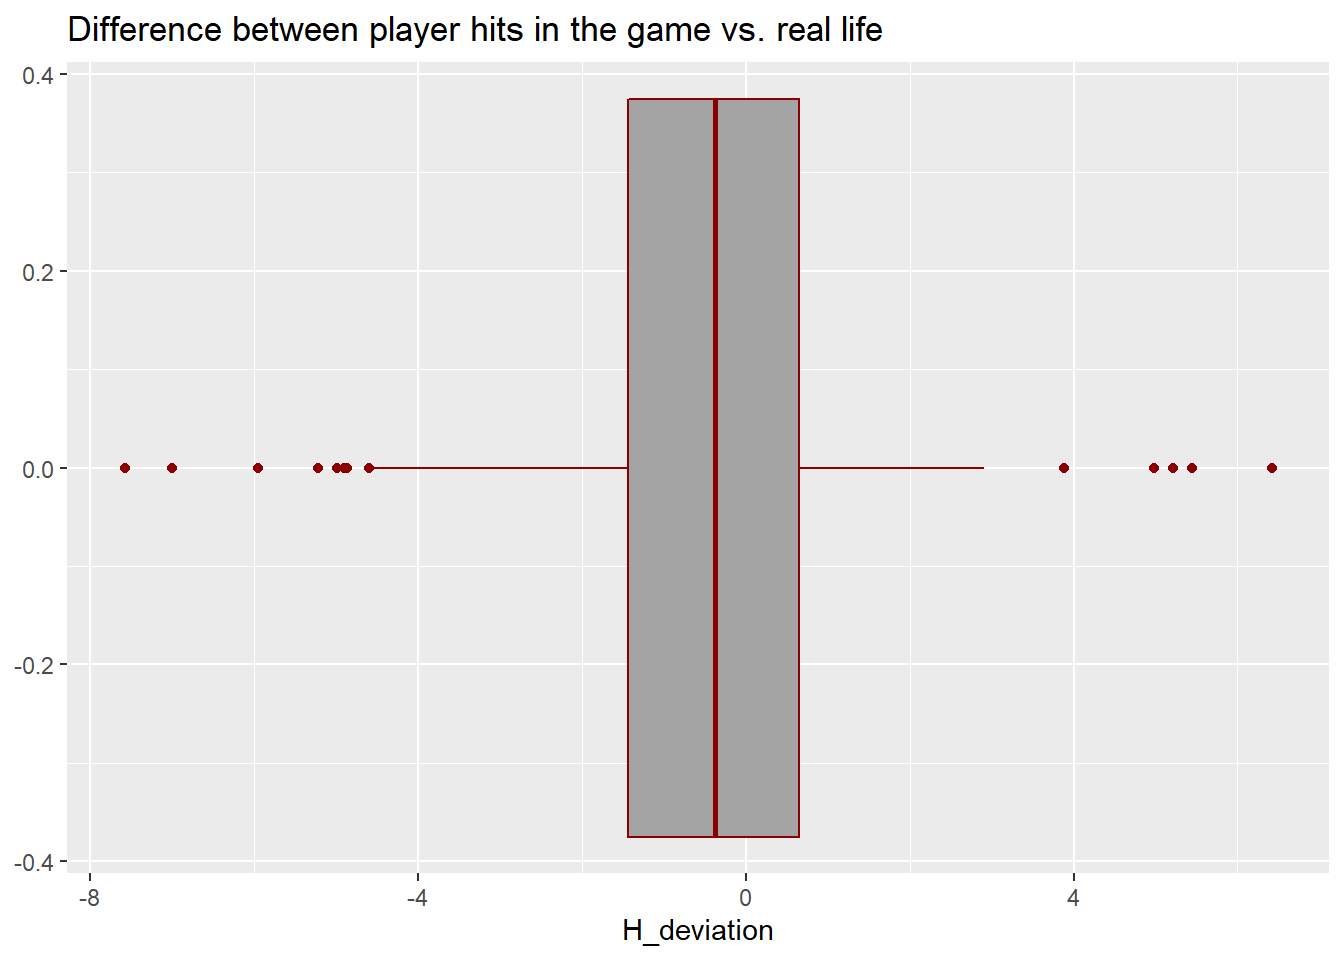 Difference between player hits in the game vs. real life
0.4
0.2
0.0
-0.2
-0.4
-8 -4 0 4
H_deviation